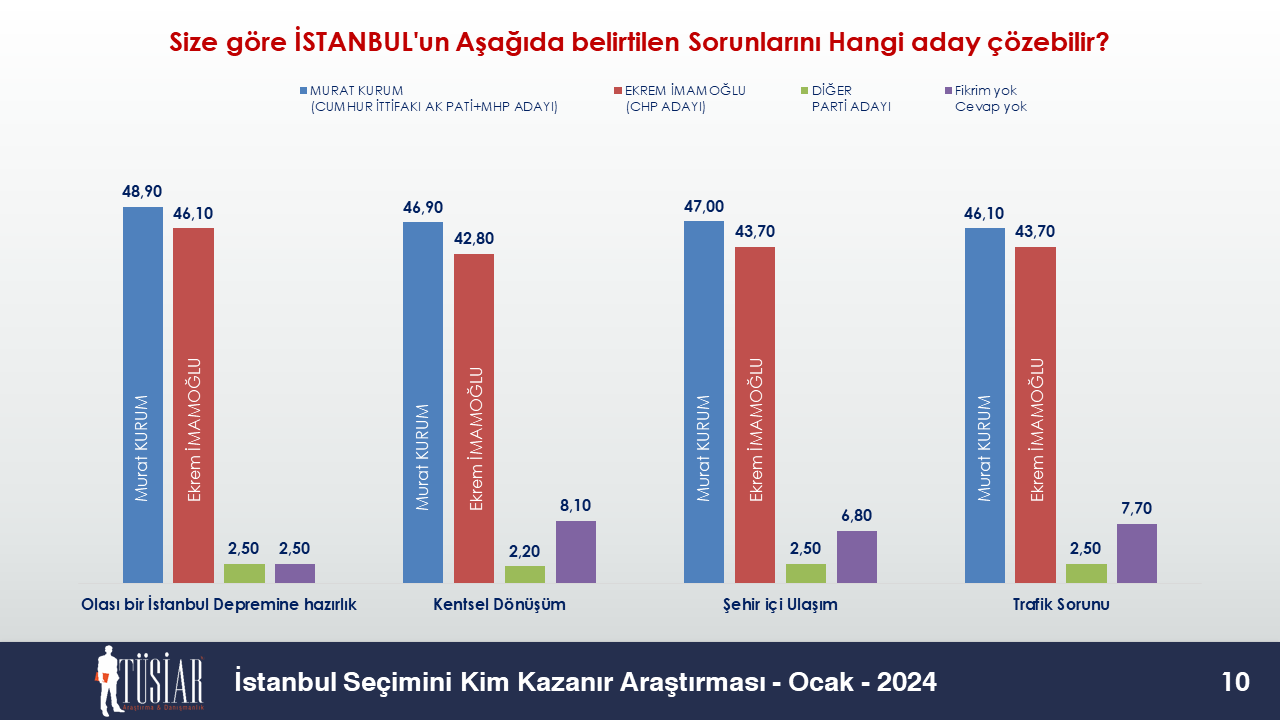 Size göre İSTANBUL'un Aşağıda belirtilen Sorunlarını Hangi aday çözebilir?
MURAT KURUM
(CUMHUR İTTİFAKI AK PATİ+MHP ADAYI)
EKREM İMAMOĞLU
(CHP ADAYI)
DİĞER
PARTİ ADAYI
Fikrim yok
Cevap yok
48,90
46,10
2,50
2,50
Murat KURUM
Ekrem İMAMOĞLU
46,90
42,80
2,20
8,10
Murat KURUM
Ekrem İMAMOĞLU
47,00
43,70
2,50
6,80
Murat KURUM
Ekrem İMAMOĞLU
46,10
43,70
2,50
7,70
Murat KURUM
Ekrem İMAMOĞLU
Olası bir İstanbul Depremine hazırlık
Kentsel Dönüşüm
Şehir içi Ulaşım
Trafik Sorunu
TÜSİAR
Araştırma & Danışmanlık
İstanbul Seçimini Kim Kazanır Araştırması - Ocak - 2024
10